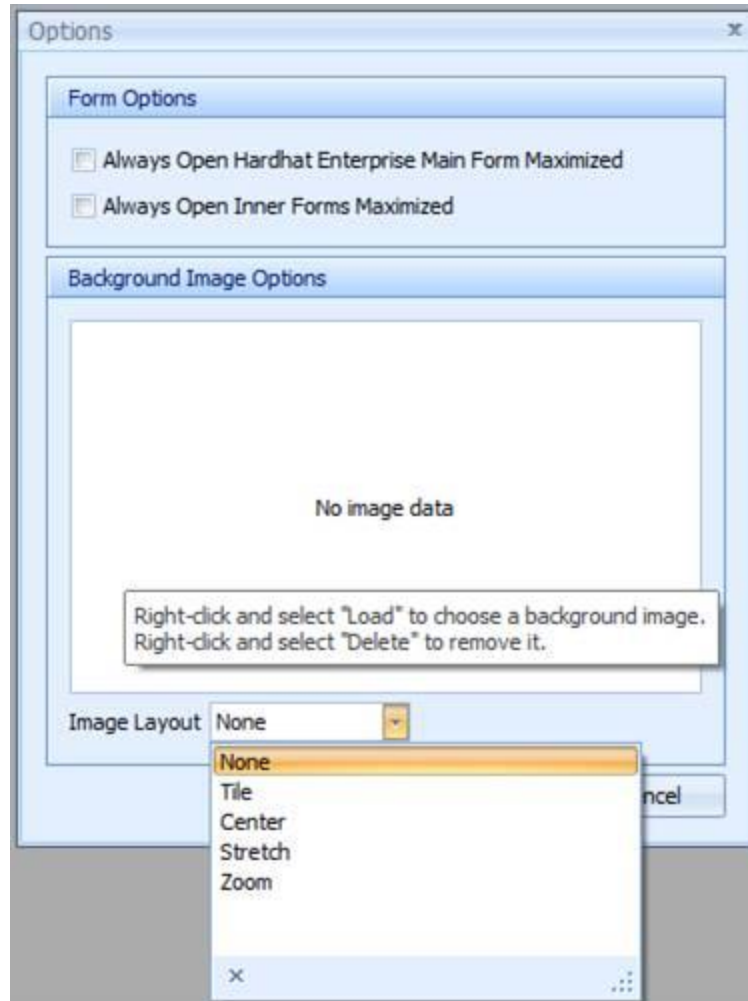 Options
Form Options
Always Open Hardhat Enterprise Main Form Maximized
Always Open Inner Forms Maximized
Background Image Options
No image data
Right-click and select "Load" to choose a background image.
Right-click and select "Delete" to remove it.
Image Layout None
None
ncel
Tile
Center
Stretch
Zoom